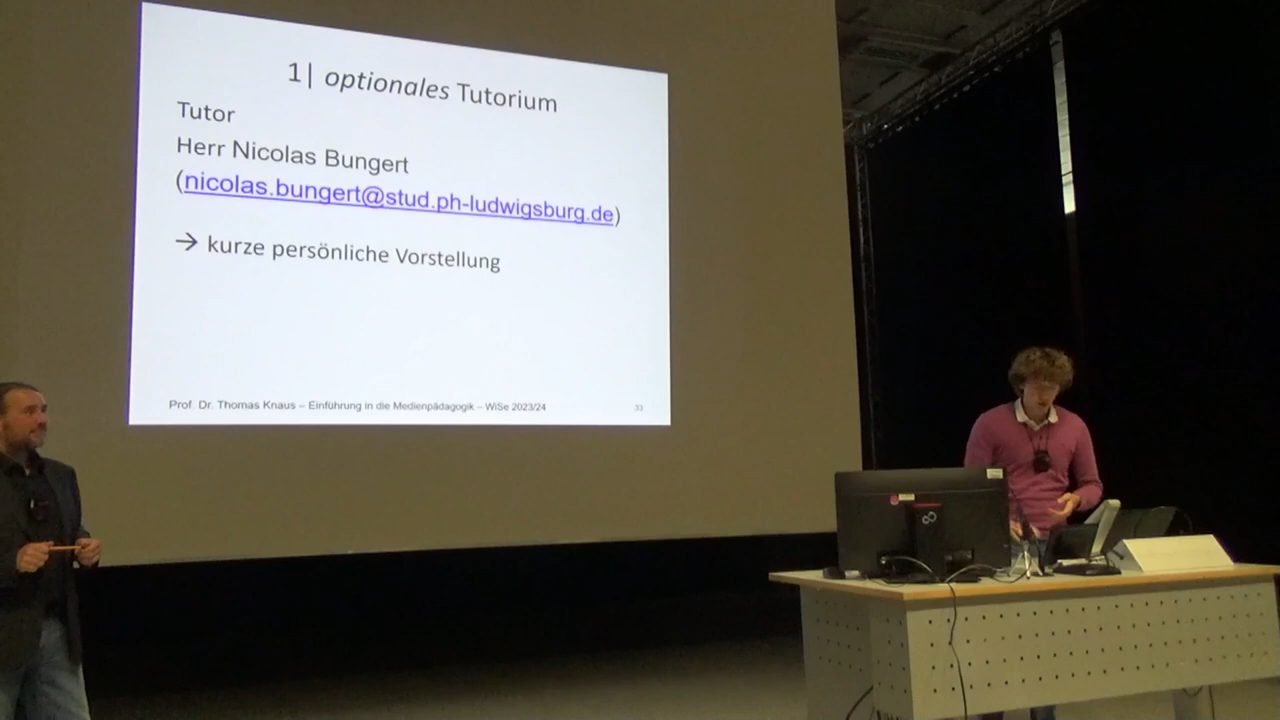 1| optionales Tutorium
Tutor
Herr Nicolas Bungert
(nicolas.bungert@stud.ph-ludwigsburg.de)
→ kurze persönliche Vorstellung
Prof. Dr. Thomas Knaus – Einführung in die Medienpädagogik – WiSe 2023/24
33